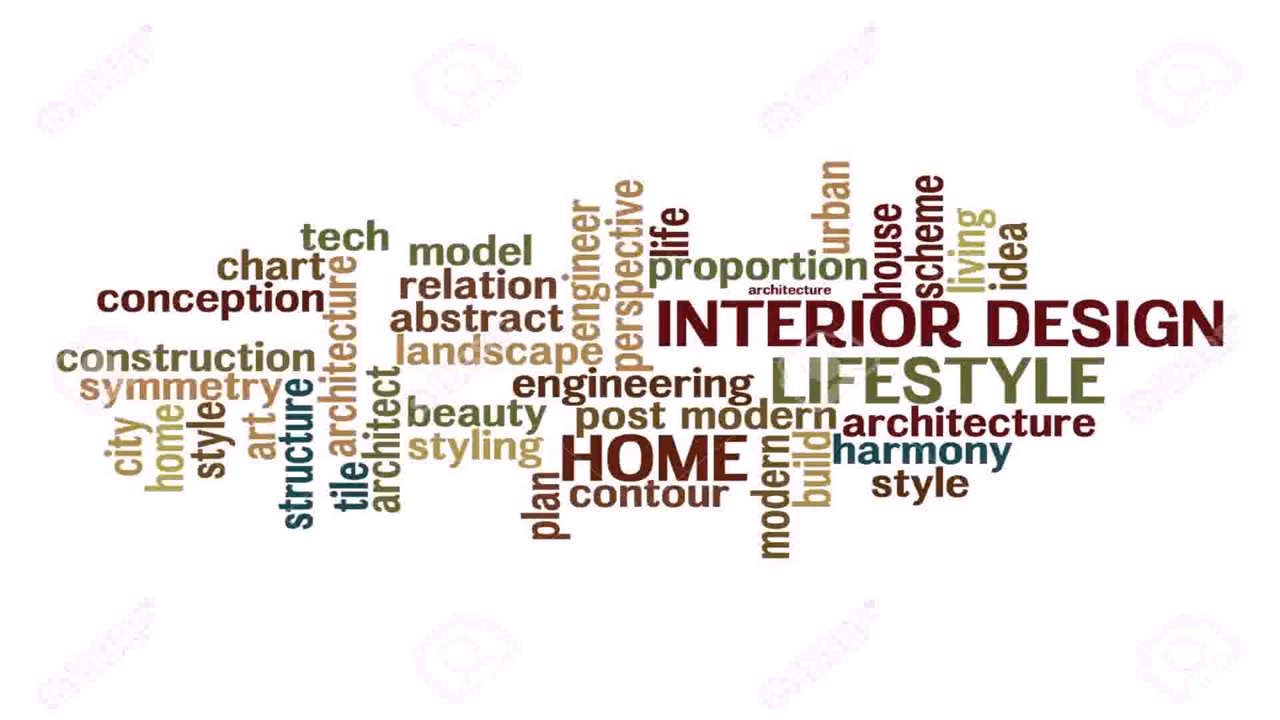 tech
chart
conception
architecture
construction
symmetry
city
home
style
art
structure
tile
architect
model
relation
abstract
landscape
engineer
perspective
life
proportion
architecture
urban
house
scheme
living
idea
INTERIOR DESIGN
LIFESTYLE
engineering
beauty
styling
post modern
architecture
HOME
harmony
contour
style
plan
modern
build